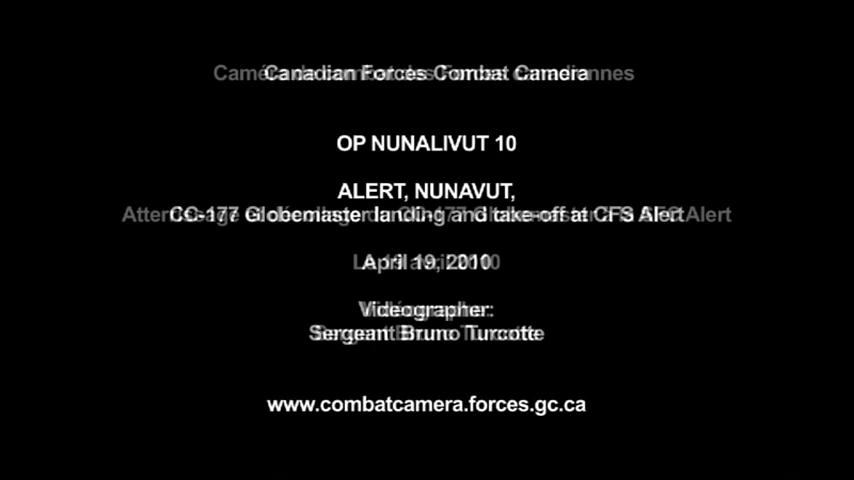 Canadian Forces Combat Camera
OP NUNALIVUT 10
ALERT, NUNAVUT,
CC-177 Globemaster landing and take-off at CFS Alert
April 19, 2010
Videographer:
Sergeant Bruno Turcotte
www.combatcamera.forces.gc.ca